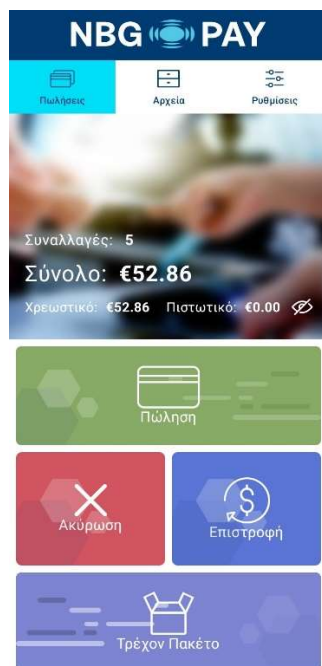 NBG PAY
Πωλήσεις Αρχεία Ρυθμίσεις
Συναλλαγές: 5
Σύνολο: €52.86
Χρεωστικό: €52.86 Πιστωτικό: €0.00
Πώληση
Ακύρωση Επιστροφή
Τρέχον Πακέτο